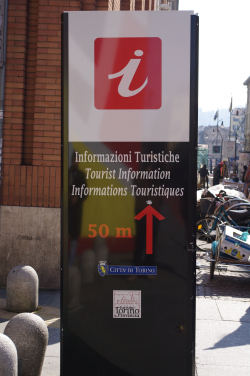 i
Informazioni Turistiche
Tourist Information
Informations Touristiques
50 m
CITTÀ DI TORINO
Torino